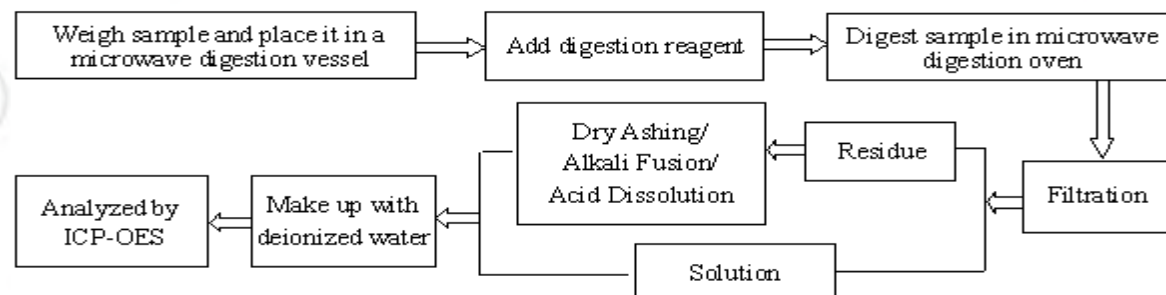 Weigh sample and place it in a
microwave digestion vessel
Add digestion reagent
Digest sample in microwave
digestion oven
Filtration
Residue
Dry Ashing/
Alkali Fusion/
Acid Dissolution
Solution
Make up with
deionized water
Analyzed by
ICP-OES